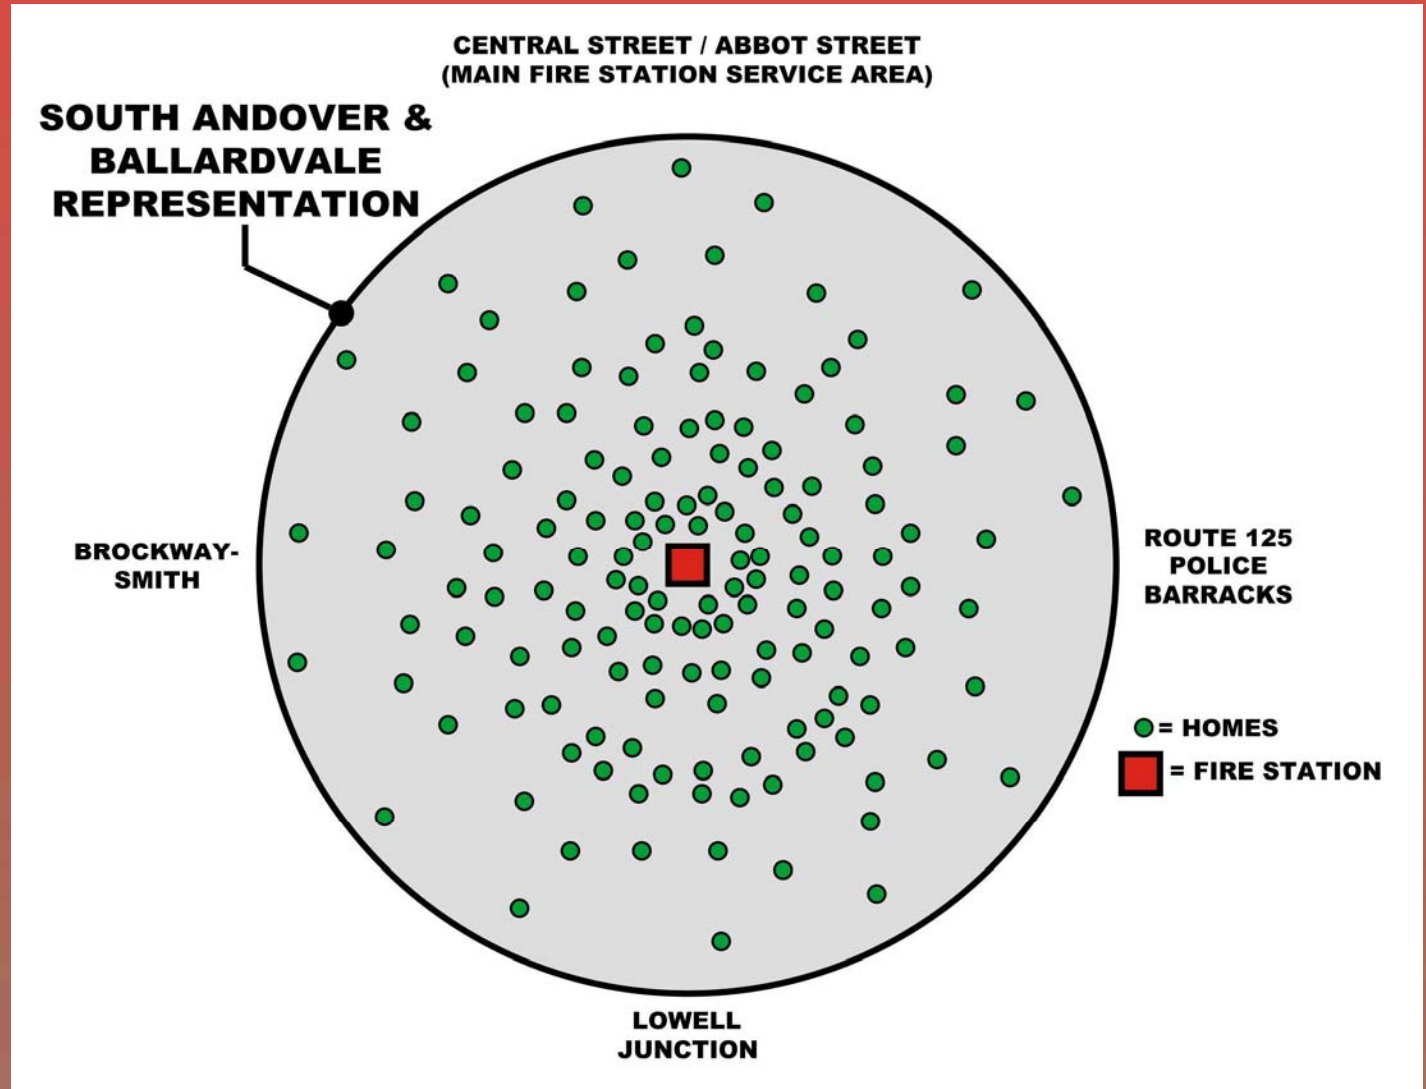 CENTRAL STREET / ABBOT STREET
(MAIN FIRE STATION SERVICE AREA)
SOUTH ANDOVER &
BALLARDVALE
REPRESENTATION
BROCKWAY-
SMITH
ROUTE 125
POLICE
BARRACKS
= HOMES
= FIRE STATION
LOWELL
JUNCTION